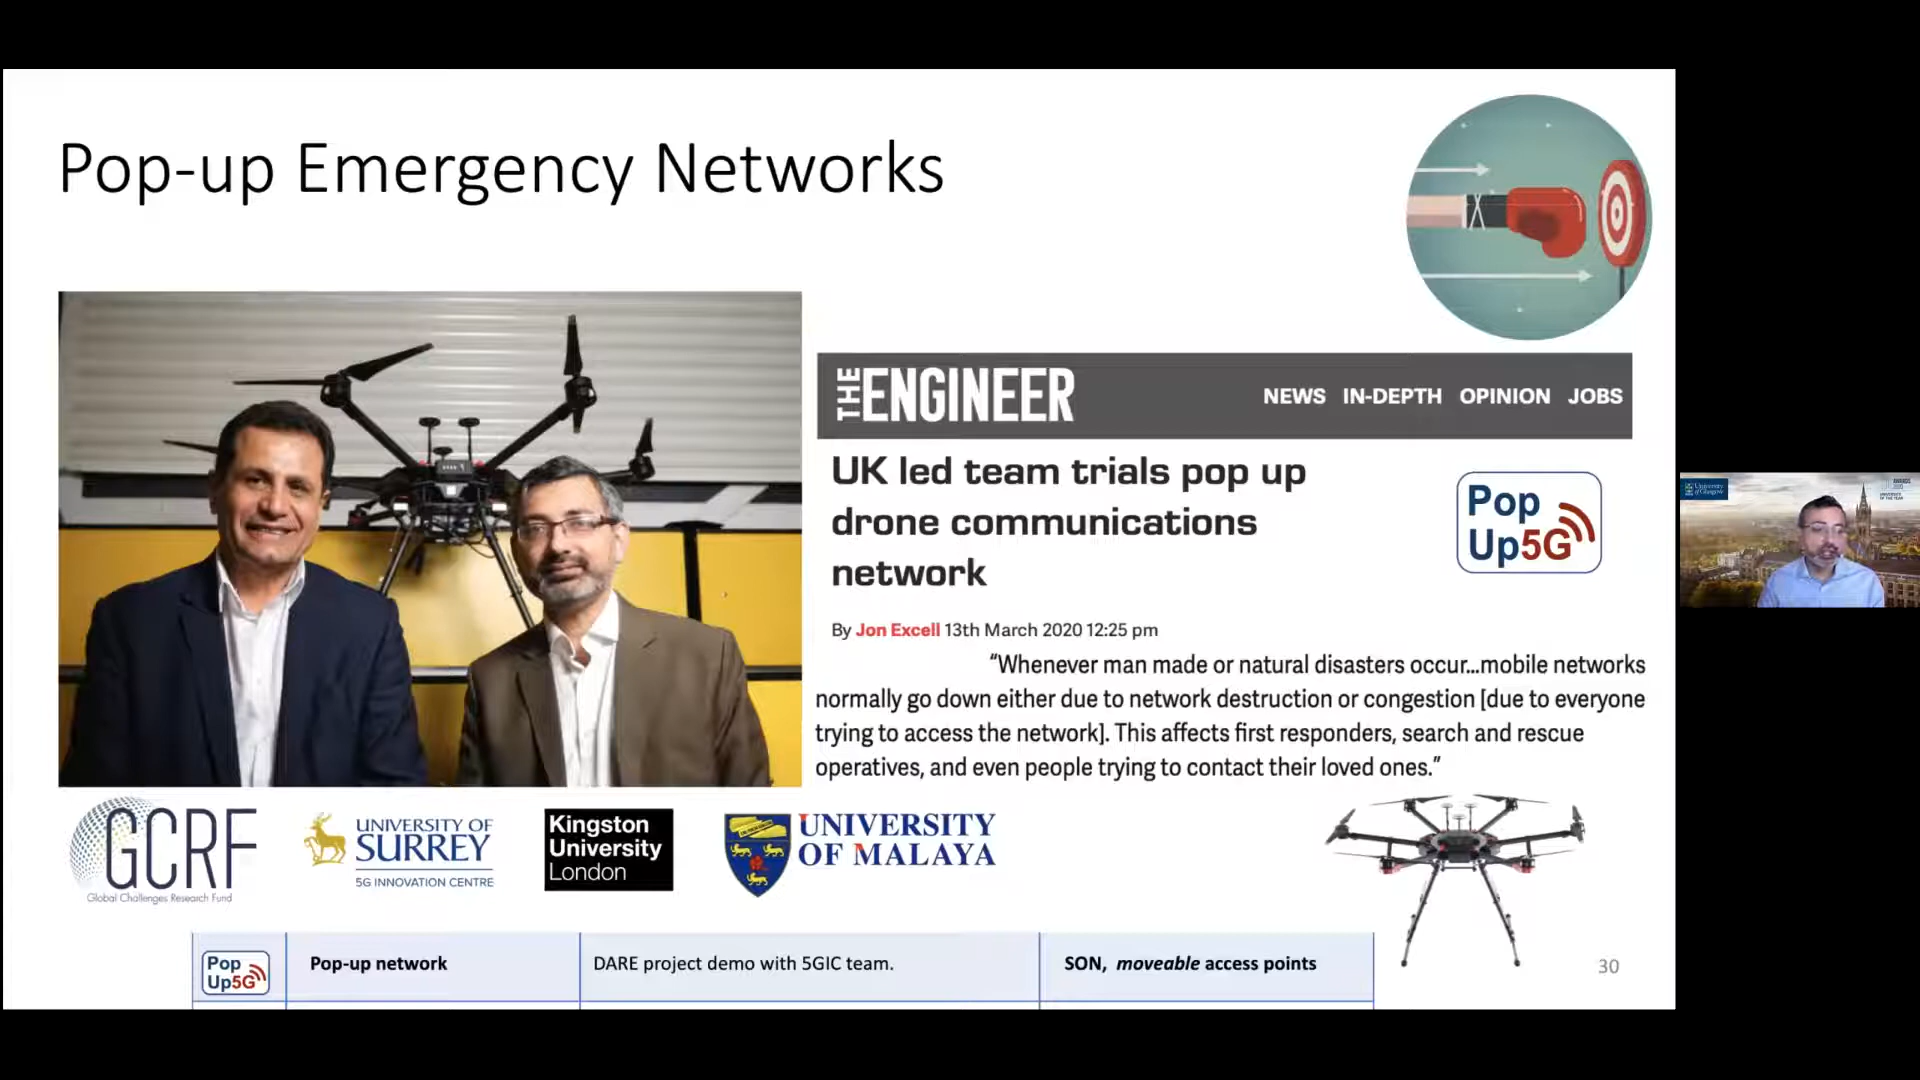 Pop-up Emergency Networks
THE ENGINEER
NEWS IN-DEPTH OPINION JOBS
UK led team trials pop up
drone communications
network
Pop
Up5G
By Jon Excell 13th March 2020 12:25 pm
“Whenever man made or natural disasters occur...mobile networks
normally go down either due to network destruction or congestion [due to everyone
trying to access the network]. This affects first responders, search and rescue
operatives, and even people trying to contact their loved ones.”
GCRF
Global Challenges Research Fund
UNIVERSITY OF
SURREY
5G INNOVATION CENTRE
Kingston
University
London
UNIVERSITY
OF MALAYA
Pop
Up5G
Pop-up network
DARE project demo with 5GIC team.
SON, moveable access points
30
University
of Glasgow